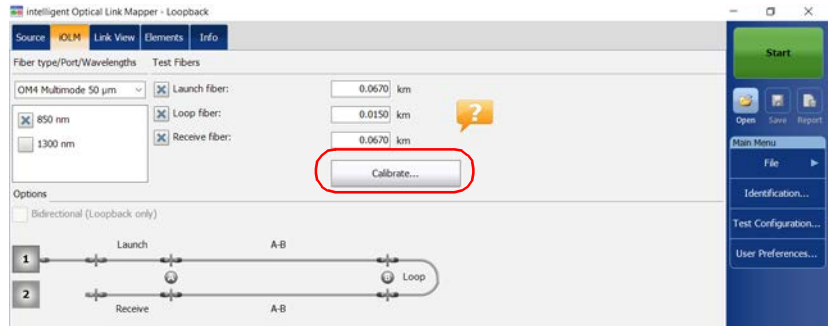 intelligent Optical Link Mapper - Loopback
Source iOLM Link View Elements Info
Start
Fiber type/Port/Wavelengths Test Fibers
OM4 Multimode 50 µm
Launch fiber: 0.0670 km
850 nm
Loop fiber: 0.0150 km
?
1300 nm
Receive fiber: 0.0670 km
Open Save Report
Main Menu
File
Calibrate...
Identification...
Options
Bidirectional (Loopback only)
Test Configuration...
Launch A-B
User Preferences...
1
A B Loop
2
Receive A-B